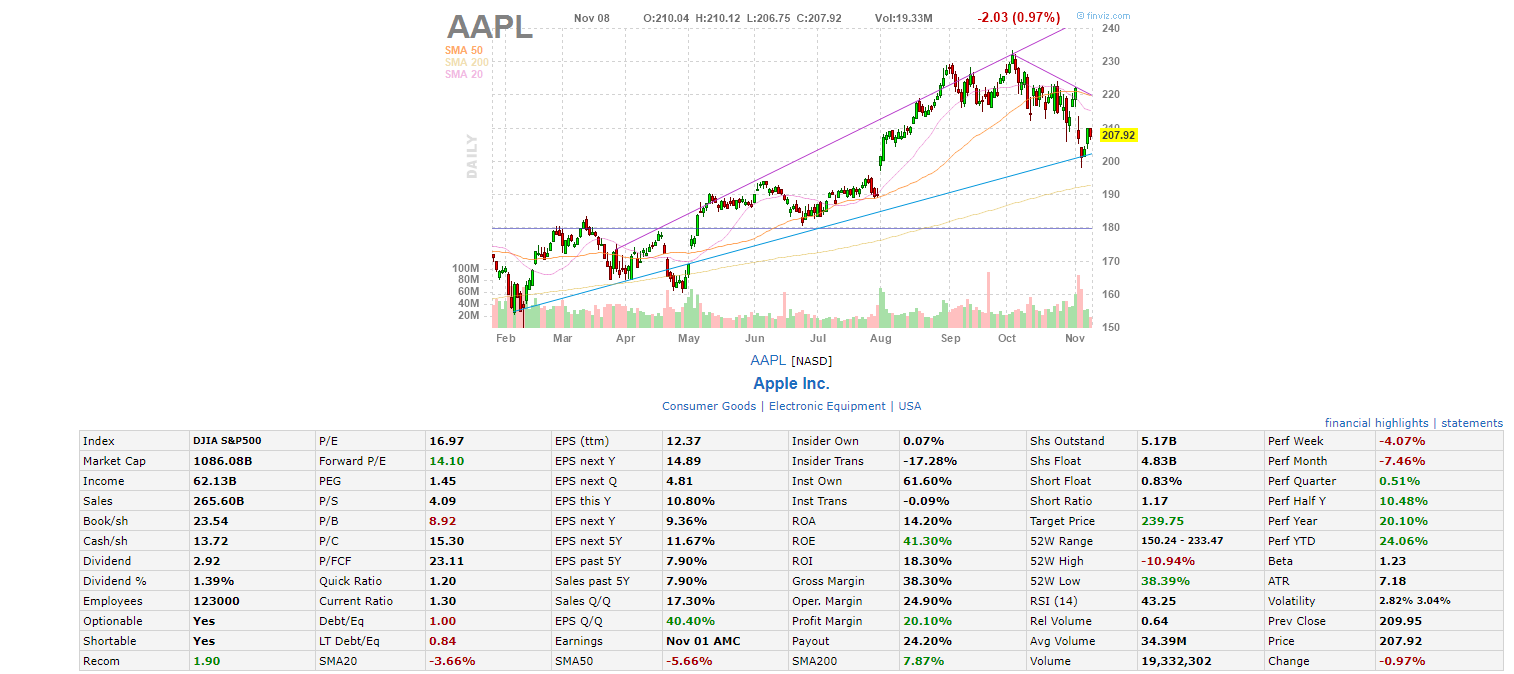 AAPL
Nov 08 O:210.04 H:210.12 L:206.75 C:207.92 Vol:19.33M -2.03 (0.97%) © finviz.com
SMA 50
SMA 200
SMA 20
DAILY
240
230
220
210
207.92
200
190
180
170
160
150
100M
80M
60M
40M
20M
Feb Mar Apr May Jun Jul Aug Sep Oct Nov
AAPL [NASD]
Apple Inc.
Consumer Goods | Electronic Equipment | USA
financial highlights | statements
Index DJIA S&P500 P/E 16.97 EPS (ttm) 12.37 Insider Own 0.07% Shs Outstand 5.17B Perf Week -4.07%
Market Cap 1086.08B Forward P/E 14.10 EPS next Y 14.89 Insider Trans -17.28% Shs Float 4.83B Perf Month -7.46%
Income 62.13B PEG 1.45 EPS next Q 4.81 Inst Own 61.60% Short Float 0.83% Perf Quarter 0.51%
Sales 265.60B P/S 4.09 EPS this Y 10.80% Inst Trans -0.09% Short Ratio 1.17 Perf Half Y 10.48%
Book/sh 23.54 P/B 8.92 EPS next Y 9.36% ROA 14.20% Target Price 239.75 Perf Year 20.10%
Cash/sh 13.72 P/C 15.30 EPS next 5Y 11.67% ROE 41.30% 52W Range 150.24 - 233.47 Perf YTD 24.06%
Dividend 2.92 P/FCF 23.11 EPS past 5Y 7.90% ROI 18.30% 52W High -10.94% Beta 1.23
Dividend % 1.39% Quick Ratio 1.20 Sales past 5Y 7.90% Gross Margin 38.30% 52W Low 38.39% ATR 7.18
Employees 123000 Current Ratio 1.30 Sales Q/Q 17.30% Oper. Margin 24.90% RSI (14) 43.25 Volatility 2.82% 3.04%
Optionable Yes Debt/Eq 1.00 EPS Q/Q 40.40% Profit Margin 20.10% Rel Volume 0.64 Prev Close 209.95
Shortable Yes LT Debt/Eq 0.84 Earnings Nov 01 AMC Payout 24.20% Avg Volume 34.39M Price 207.92
Recom 1.90 SMA20 -3.66% SMA50 -5.66% SMA200 7.87% Volume 19,332,302 Change -0.97%